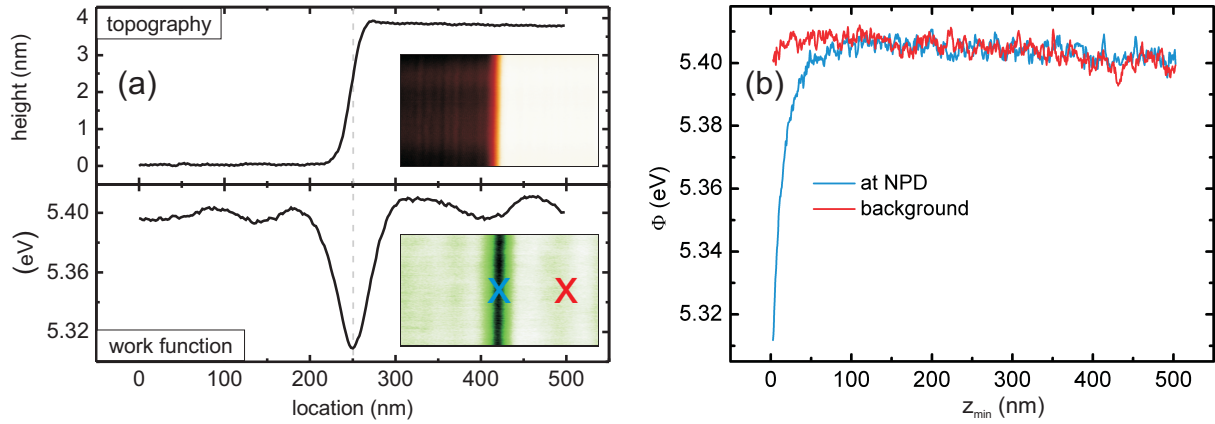 topography
(a)
height (nm)
4
3
2
1
0
5.40
5.36
5.32
(eV)
X X
work function
0 100 200 300 400 500
location (nm)
(b)
5.40
5.38
5.36
5.34
5.32
Φ (eV)
at NPD
background
0 100 200 300 400 500
zmin (nm)